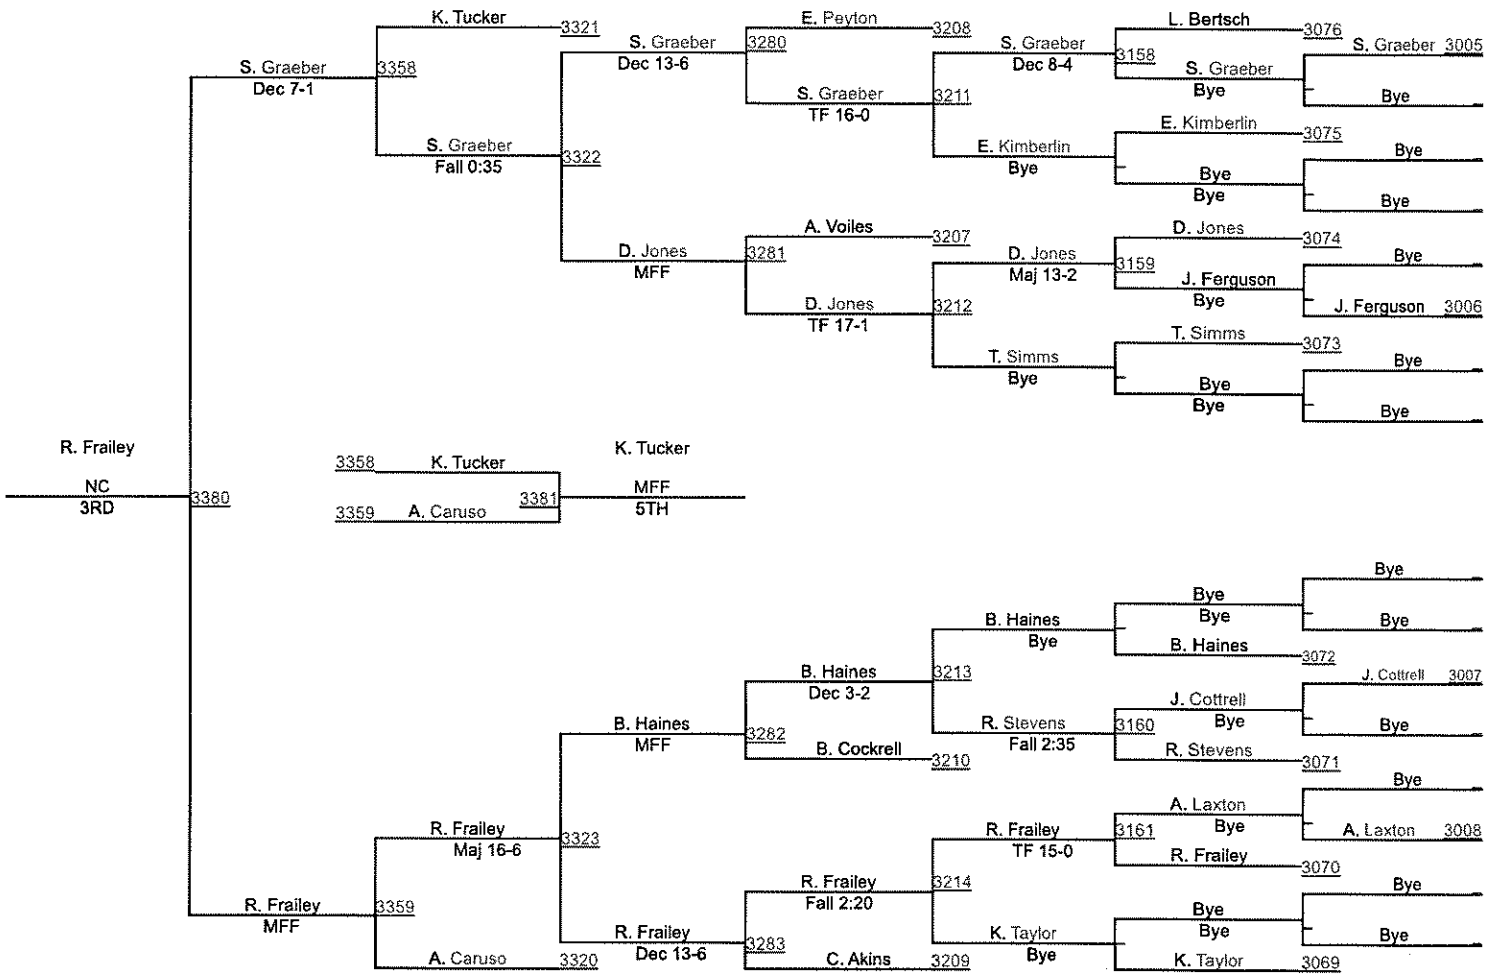 K. Tucker
3321
E. Peyton
3208
L. Bertsch
3076
S. Graeber
3280
S. Graeber
3158
S. Graeber 3005
Dec 13-6
Dec 8-4
S. Graeber
3358
S. Graeber
Dec 7-1
Bye
Bye
S. Graeber
3211
TF 16-0
E. Kimberlin
3075
S. Graeber
3322
E. Kimberlin
Bye
Fall 0:35
Bye
Bye
Bye
Bye
A. Voiles
3207
D. Jones
3074
D. Jones
3281
D. Jones
3159
Bye
MFF
Maj 13-2
J. Ferguson
Bye
D. Jones
3212
J. Ferguson 3006
TF 17-1
T. Simms
3073
T. Simms
Bye
Bye
Bye
Bye
Bye
R. Frailey
K. Tucker
3358
K. Tucker
NC
3380
3381
MFF
3RD
5TH
3359
A. Caruso
Bye
Bye
Bye
B. Haines
Bye
Bye
B. Haines
3072
B. Haines
3213
J. Cottrell 3007
Dec 3-2
J. Cottrell
B. Haines
3282
R. Stevens
3160
Bye
Bye
MFF
Fall 2:35
B. Cockrell
3210
R. Stevens
3071
Bye
A. Laxton
R. Frailey
3323
R. Frailey
3161
Bye
A. Laxton 3008
Maj 16-6
TF 15-0
R. Frailey
3070
R. Frailey
3214
Bye
Fall 2:20
R. Frailey
3359
Bye
MFF
R. Frailey
3283
K. Taylor
Bye
Bye
Dec 13-6
Bye
A. Caruso
3320
C. Akins
3209
K. Taylor
3069